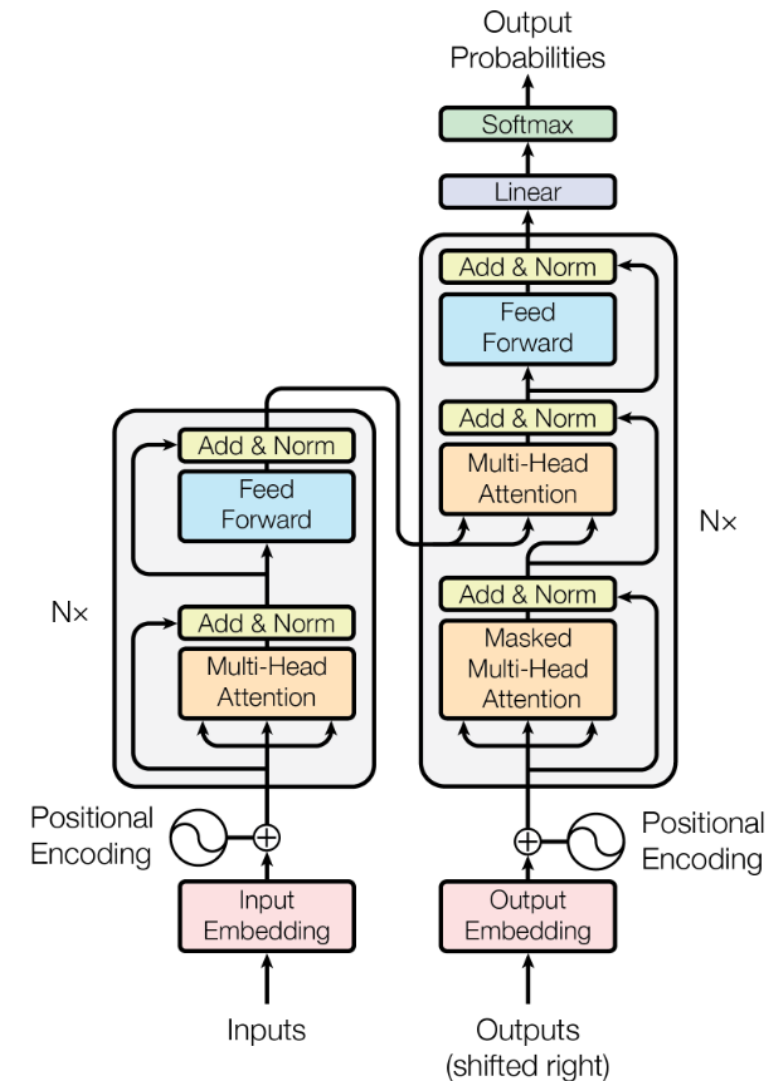 Output
Probabilities
Softmax
Linear
Add & Norm
Feed
Forward
Add & Norm
Multi-Head
Attention
Nx
Add & Norm
Masked
Multi-Head
Attention
Add & Norm
Feed
Forward
Nx
Add & Norm
Multi-Head
Attention
Positional
Encoding
Positional
Encoding
Input
Embedding
Output
Embedding
Inputs
Outputs
(shifted right)